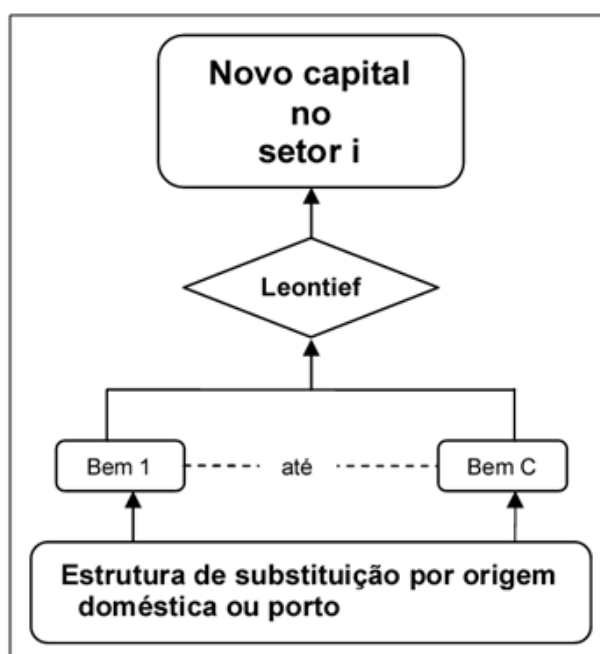 Novo capital
no
setor i
Leontief
Bem 1
até
Bem C
Estrutura de substituição por origem
doméstica ou porto